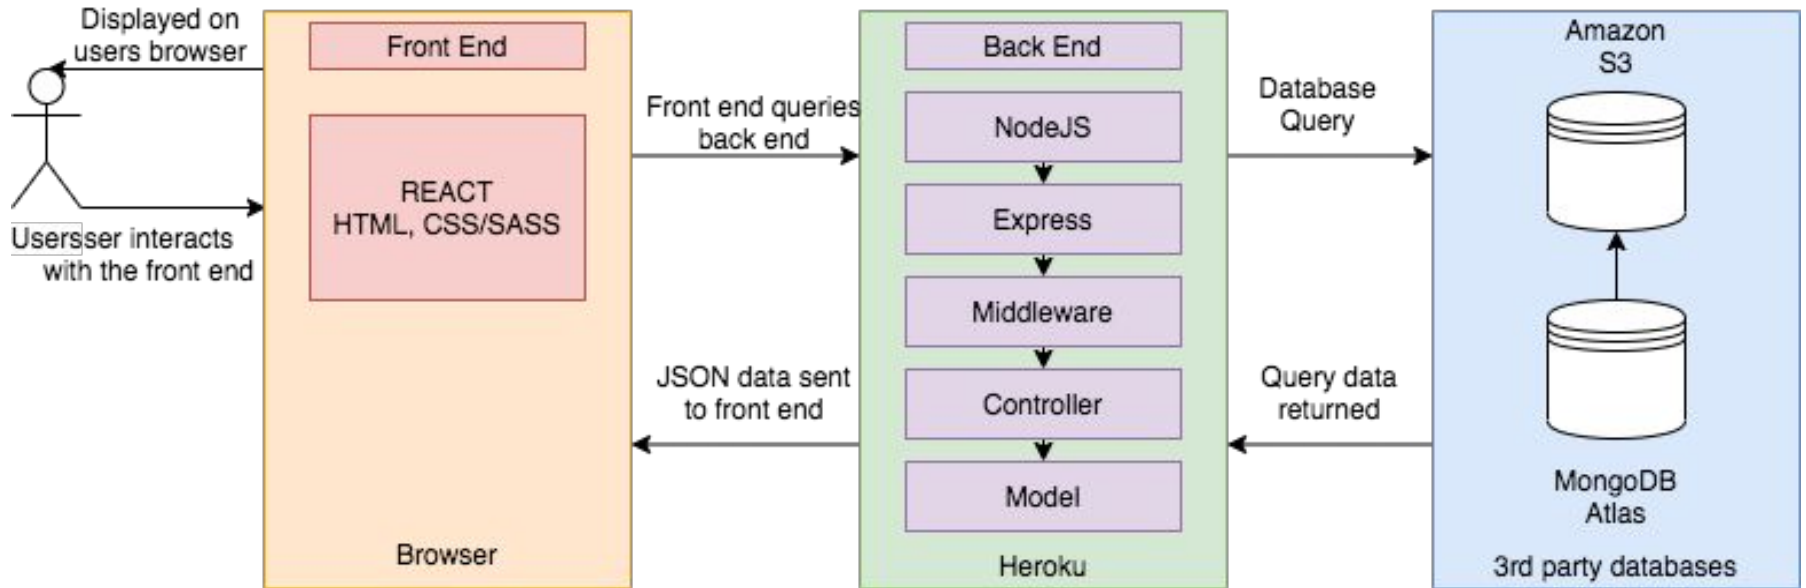 Displayed on
users browser
Usersser interacts
with the front end
Front End
REACT
HTML, CSS/SASS
Browser
Front end queries
back end
JSON data sent
to front end
Back End
NodeJS
Express
Middleware
Controller
Model
Heroku
Database
Query
Query data
returned
Amazon
S3
MongoDB
Atlas
3rd party databases